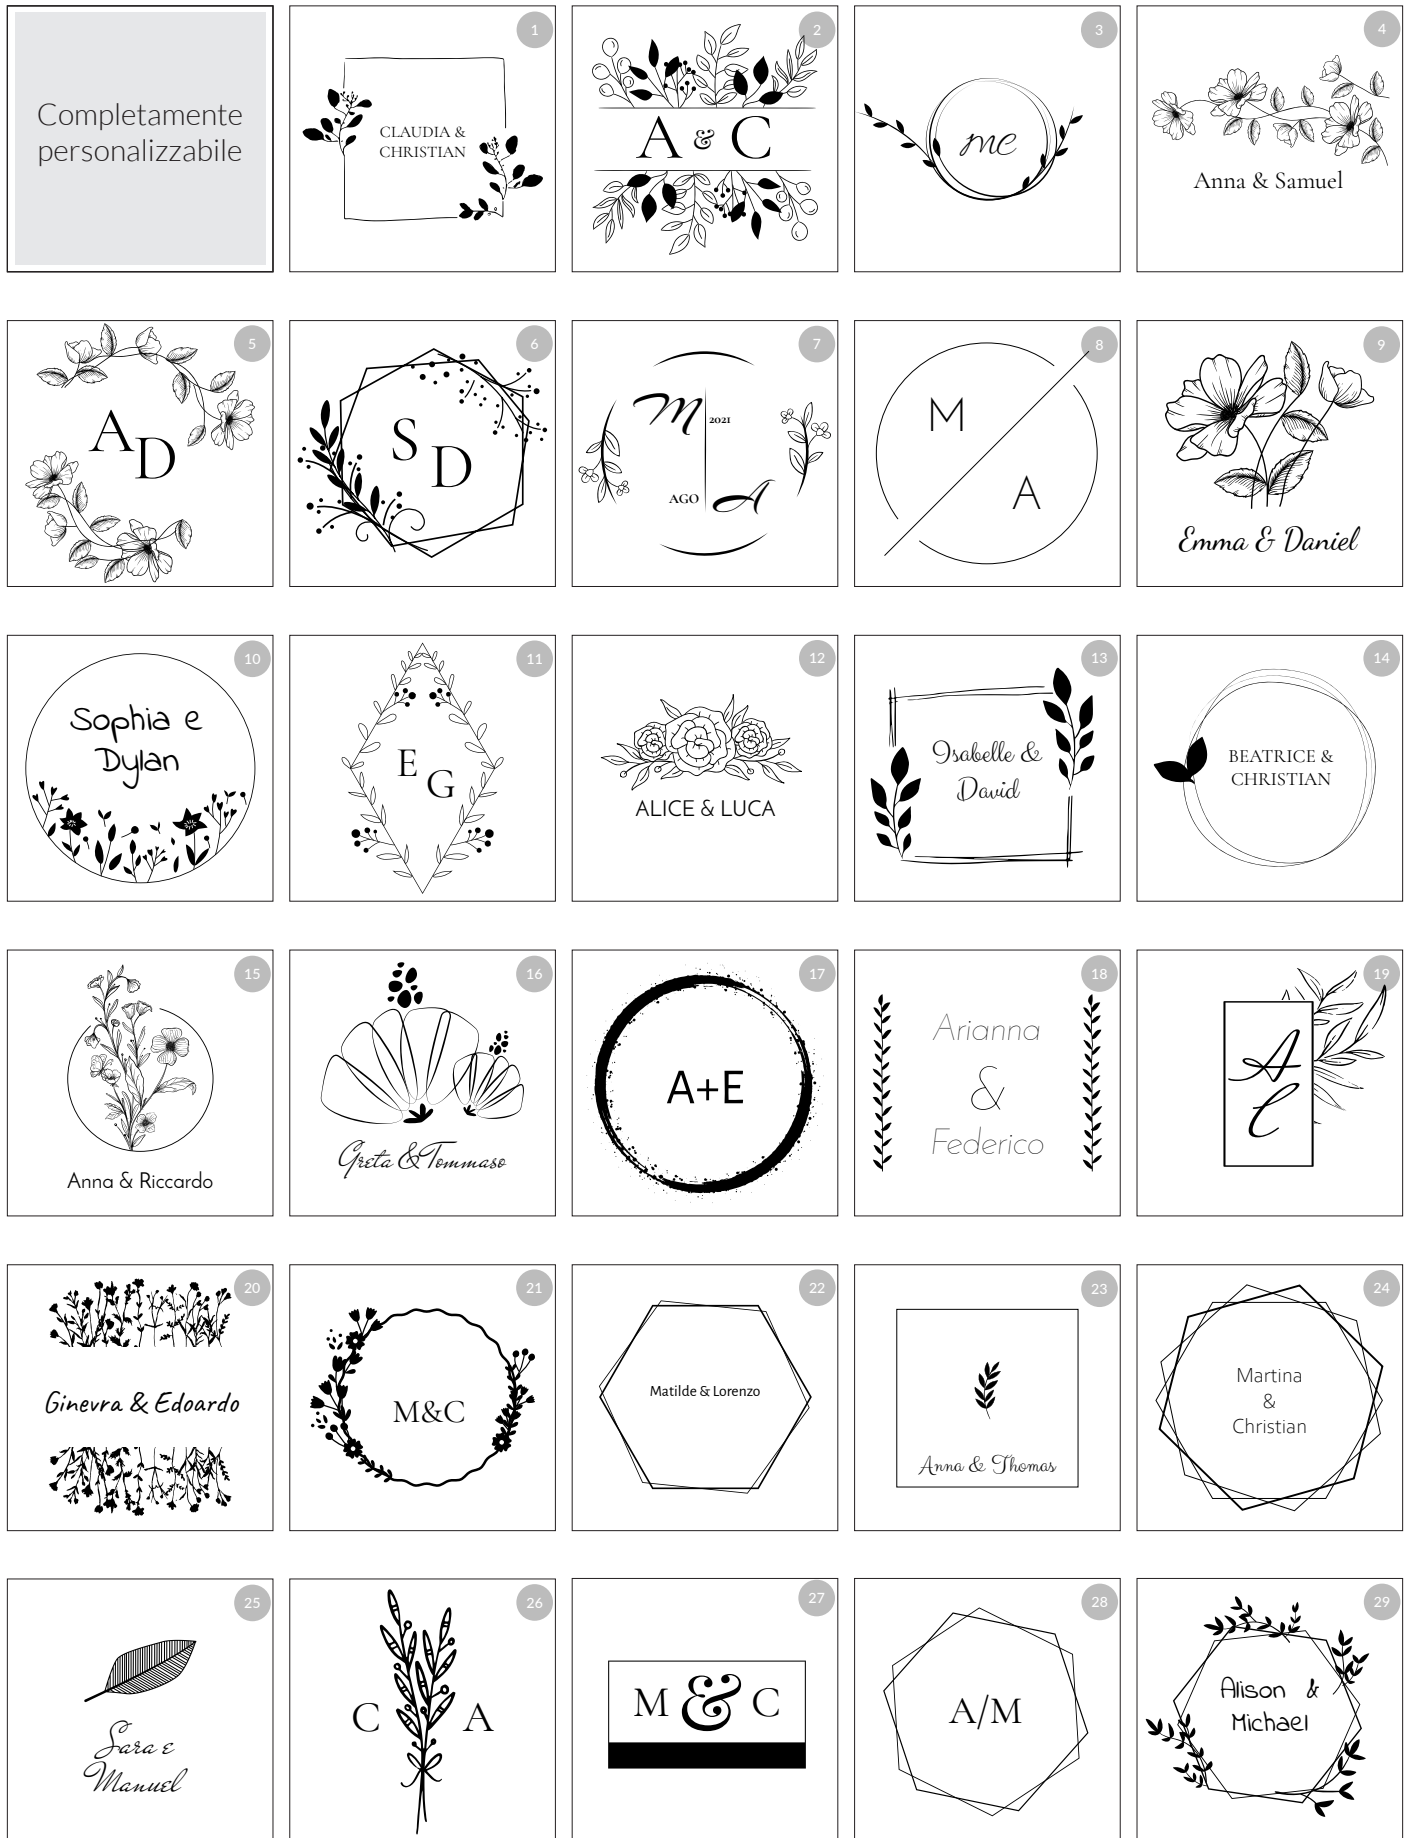 Completamente
personalizzabile
1
CLAUDIA &
CHRISTIAN
2
A & C
3
mc
4
Anna & Samuel
5
A
D
6
S
D
7
M
2021
AGO
A
8
M
A
9
Emma & Daniel
10
Sophia e
Dylan
11
E
G
12
ALICE & LUCA
13
Isabelle &
David
14
BEATRICE &
CHRISTIAN
15
Anna & Riccardo
16
Greta & Tommaso
17
A+E
18
Arianna
&
Federico
19
A
C
20
Ginevra & Edoardo
21
M&C
22
Matilde & Lorenzo
23
Anna & Thomas
24
Martina
&
Christian
25
Sara e
Manuel
26
C A
27
M & C
28
A/M
29
Alison &
Michael